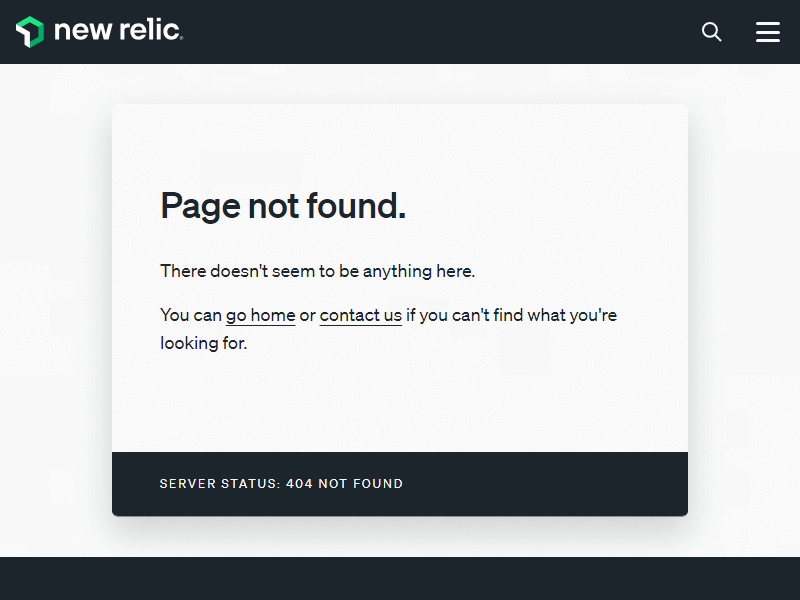 new relic.
Page not found.
There doesn't seem to be anything here.
You can go home or contact us if you can't find what you're
looking for.
SERVER STATUS: 404 NOT FOUND